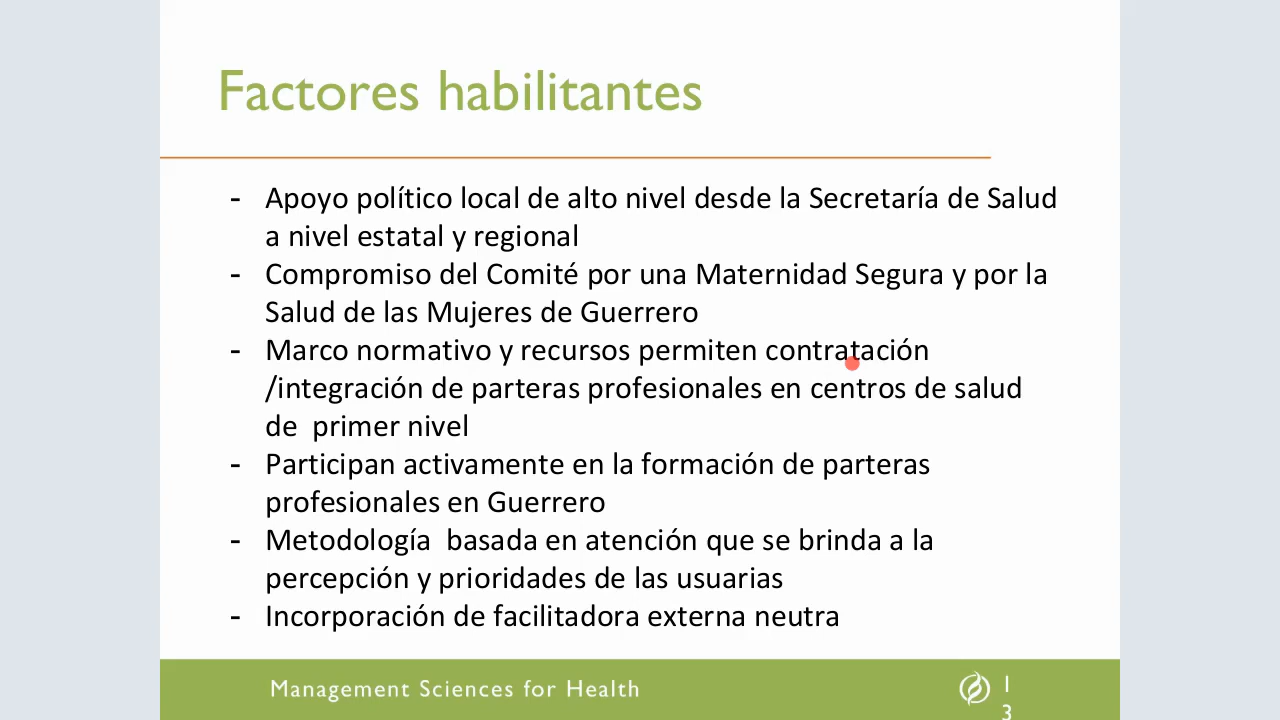 Factores habilitantes
- Apoyo político local de alto nivel desde la Secretaría de Salud
a nivel estatal y regional
- Compromiso del Comité por una Maternidad Segura y por la
Salud de las Mujeres de Guerrero
- Marco normativo y recursos permiten contratación
/integración de parteras profesionales en centros de salud
de  primer nivel
- Participan activamente en la formación de parteras
profesionales en Guerrero
- Metodología  basada en atención que se brinda a la
percepción y prioridades de las usuarias
- Incorporación de facilitadora externa neutra
Management Sciences for Health
1
3